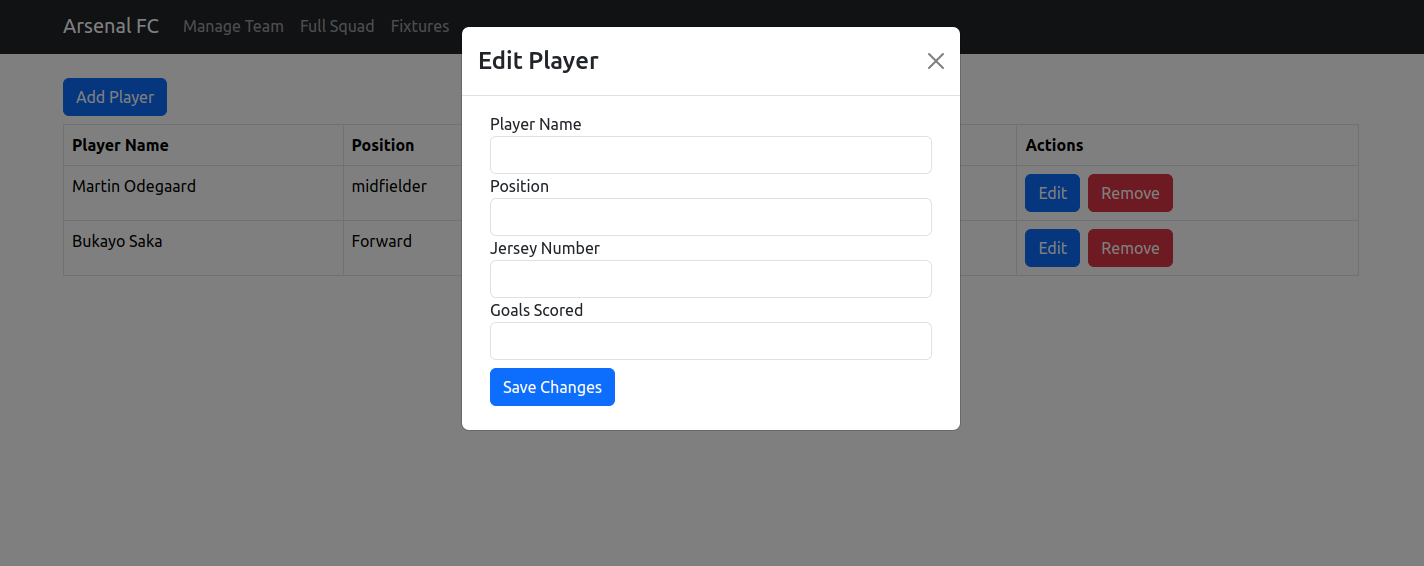 Arsenal FC Manage Team Full Squad Fixtures
Edit Player
Add Player
Player Name Position Actions
Martin Odegaard midfielder Edit Remove
Bukayo Saka Forward Edit Remove
Player Name
Position
Jersey Number
Goals Scored
Save Changes